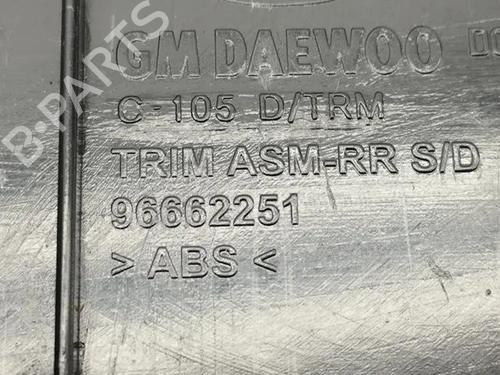 GM DAEWOO
C-105 D/TRM
TRIM ASM-RR S/D
96662251
> ABS <
B-PARTS